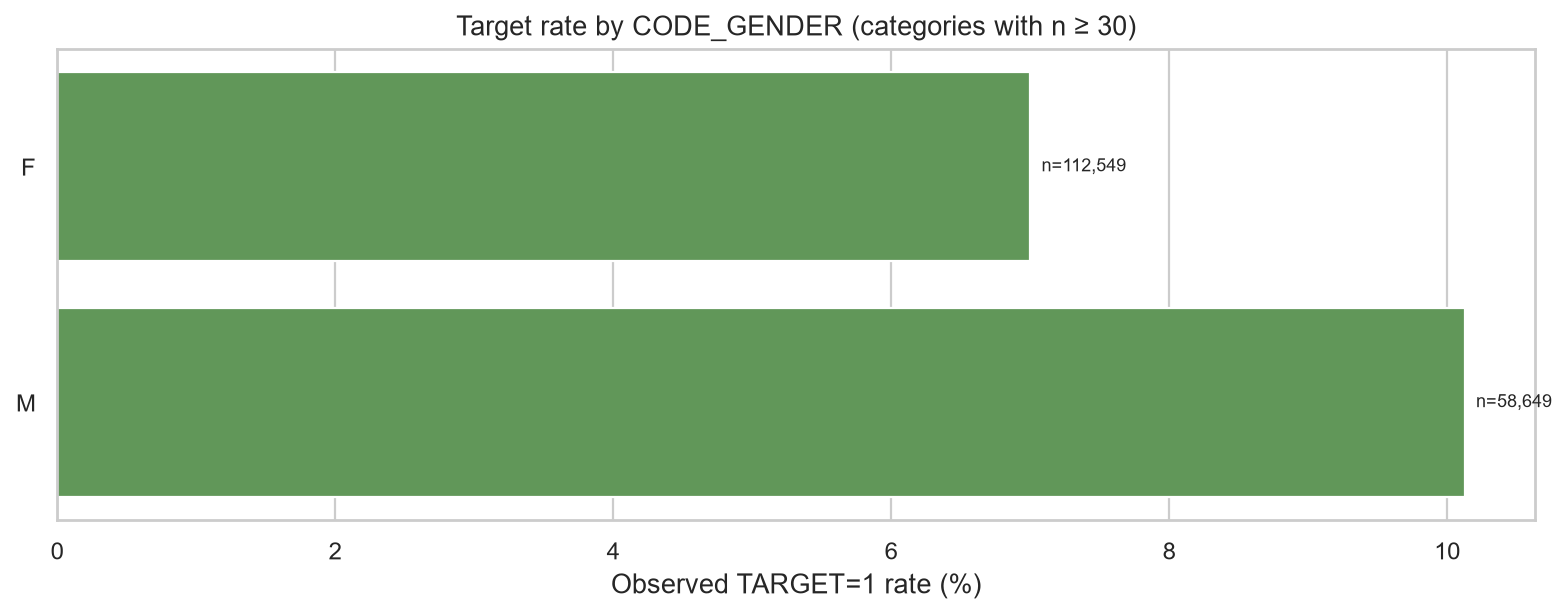 Target rate by CODE_GENDER (categories with n ≥ 30)
F
n=112,549
M
n=58,649
0 2 4 6 8 10
Observed TARGET=1 rate (%)